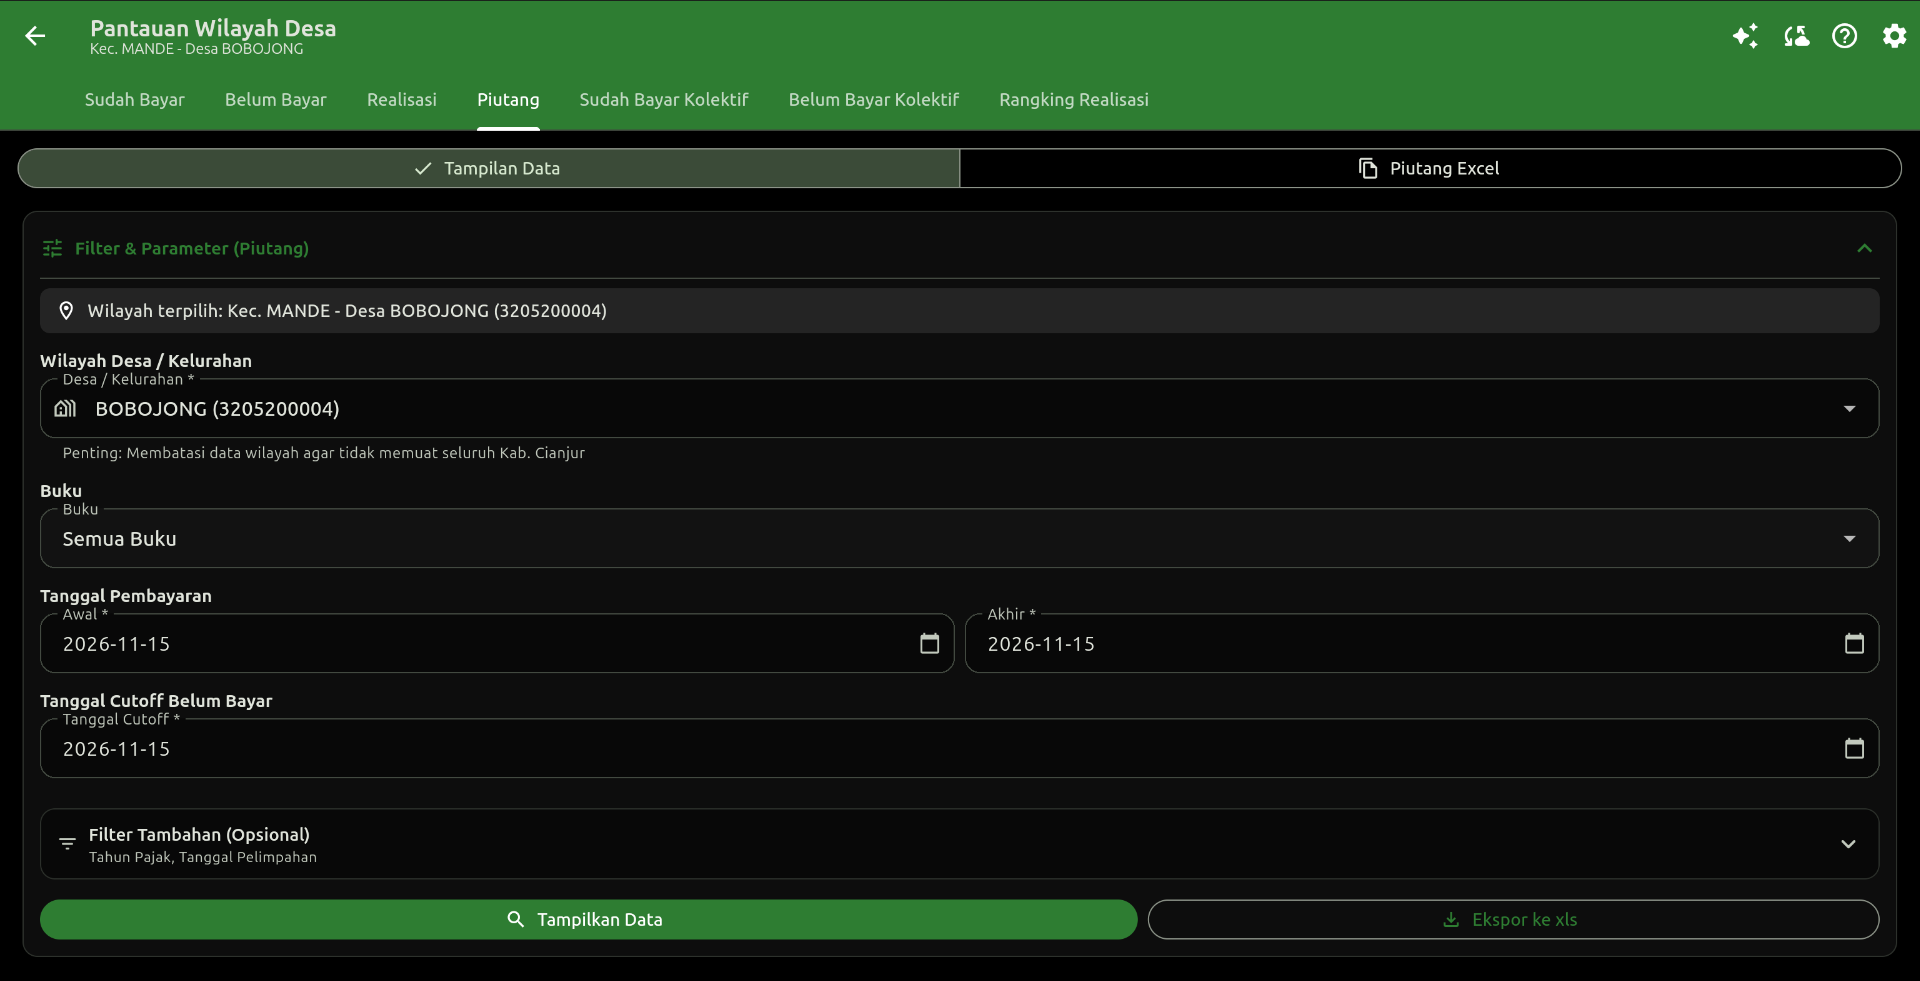 Pantauan Wilayah Desa
Kec. MANDE - Desa BOBOJONG
Sudah Bayar
Belum Bayar
Realisasi
Piutang
Sudah Bayar Kolektif
Belum Bayar Kolektif
Rangking Realisasi
Tampilan Data
Piutang Excel
Filter & Parameter (Piutang)
Wilayah terpilih: Kec. MANDE - Desa BOBOJONG (3205200004)
Wilayah Desa / Kelurahan
Desa / Kelurahan *
BOBOJONG (3205200004)
Penting: Membatasi data wilayah agar tidak memuat seluruh Kab. Cianjur
Buku
Buku
Semua Buku
Tanggal Pembayaran
Awal *
2026-11-15
Akhir *
2026-11-15
Tanggal Cutoff Belum Bayar
Tanggal Cutoff *
2026-11-15
Filter Tambahan (Opsional)
Tahun Pajak, Tanggal Pelimpahan
Tampilkan Data
Ekspor ke xls